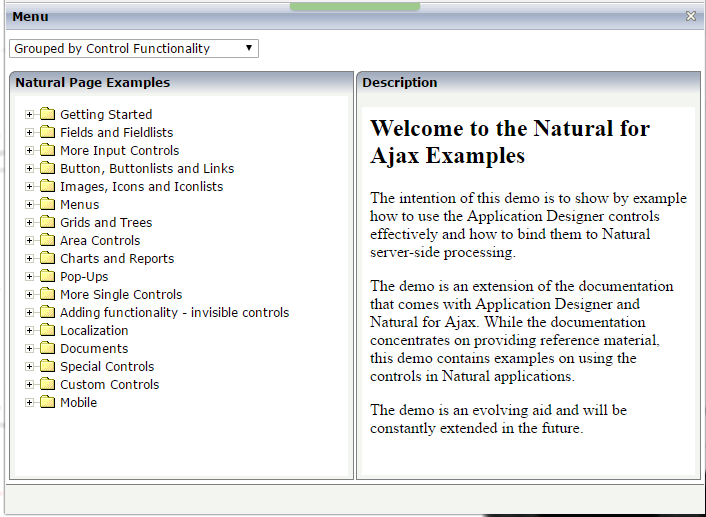 Menu
Grouped by Control Functionality
Natural Page Examples
Getting Started
Fields and Fieldlists
More Input Controls
Button, Buttonlists and Links
Images, Icons and Iconlists
Menus
Grids and Trees
Area Controls
Charts and Reports
Pop-Ups
More Single Controls
Adding functionality - invisible controls
Localization
Documents
Special Controls
Custom Controls
Mobile
Description
Welcome to the Natural for
Ajax Examples
The intention of this demo is to show by example
how to use the Application Designer controls
effectively and how to bind them to Natural
server-side processing.
The demo is an extension of the documentation
that comes with Application Designer and
Natural for Ajax. While the documentation
concentrates on providing reference material,
this demo contains examples on using the
controls in Natural applications.
The demo is an evolving aid and will be
constantly extended in the future.